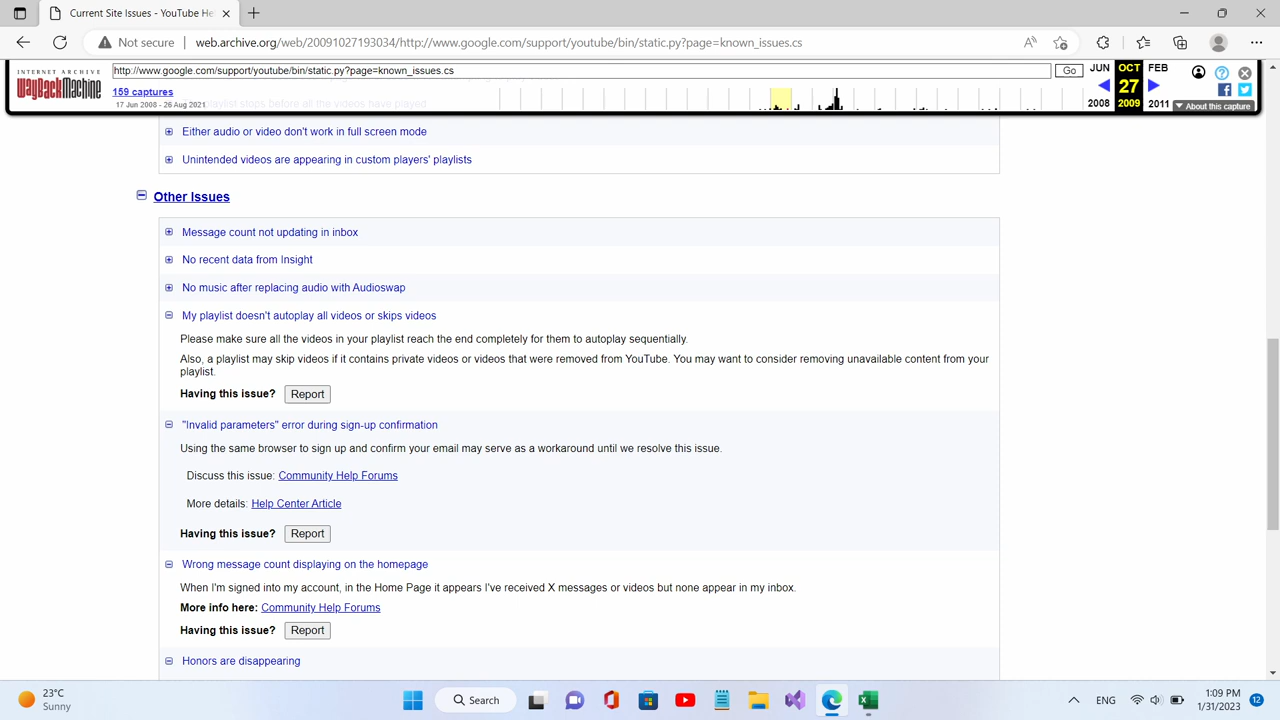 Current Site Issues - YouTube He
Not secure
web.archive.org/web/20091027193034/http://www.google.com/support/youtube/bin/static.py?page=known_issues.cs
INTERNET ARCHIVE
WayBackMachine
http://www.google.com/support/youtube/bin/static.py?page=known_issues.cs
Go
JUN OCT FEB
159 captures
27
17 Jun 2008 - 26 Aug 2021
2008 2009 2011
About this capture
playlist stops before all the videos have played
Either audio or video don't work in full screen mode
Unintended videos are appearing in custom players' playlists
Other Issues
Message count not updating in inbox
No recent data from Insight
No music after replacing audio with Audioswap
My playlist doesn't autoplay all videos or skips videos
Please make sure all the videos in your playlist reach the end completely for them to autoplay sequentially.
Also, a playlist may skip videos if it contains private videos or videos that were removed from YouTube. You may want to consider removing unavailable content from your
playlist.
Having this issue? Report
"Invalid parameters" error during sign-up confirmation
Using the same browser to sign up and confirm your email may serve as a workaround until we resolve this issue.
Discuss this issue: Community Help Forums
More details: Help Center Article
Having this issue? Report
Wrong message count displaying on the homepage
When I'm signed into my account, in the Home Page it appears I've received X messages or videos but none appear in my inbox.
More info here: Community Help Forums
Having this issue? Report
Honors are disappearing
23°C
Sunny
Search
ENG
1:09 PM
1/31/2023
12